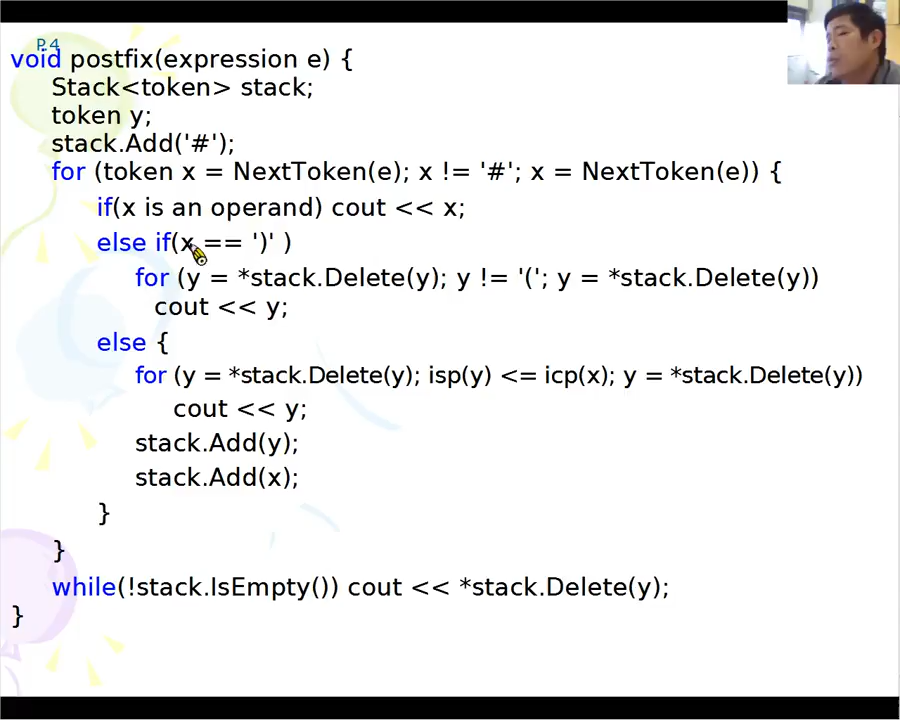 P.4
void postfix(expression e) {
Stack<token> stack;
token y;
stack.Add('#');
for (token x = NextToken(e); x != '#'; x = NextToken(e)) {
if(x is an operand) cout << x;
else if(x == ')' )
for (y = *stack.Delete(y); y != '('; y = *stack.Delete(y))
cout << y;
else {
for (y = *stack.Delete(y); isp(y) <= icp(x); y = *stack.Delete(y))
cout << y;
stack.Add(y);
stack.Add(x);
}
}
while(!stack.IsEmpty()) cout << *stack.Delete(y);
}